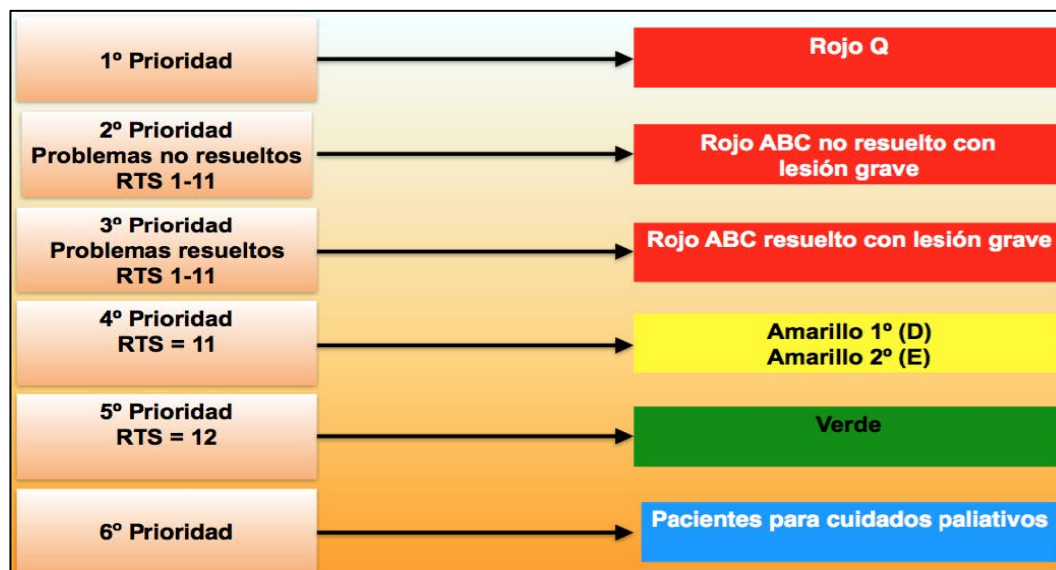 1º Prioridad
Rojo Q
2º Prioridad
Problemas no resueltos
RTS 1-11
Rojo ABC no resuelto con
lesión grave
3º Prioridad
Problemas resueltos
RTS 1-11
Rojo ABC resuelto con lesión grave
4º Prioridad
RTS = 11
Amarillo 1º (D)
Amarillo 2º (E)
5º Prioridad
RTS = 12
Verde
6º Prioridad
Pacientes para cuidados paliativos